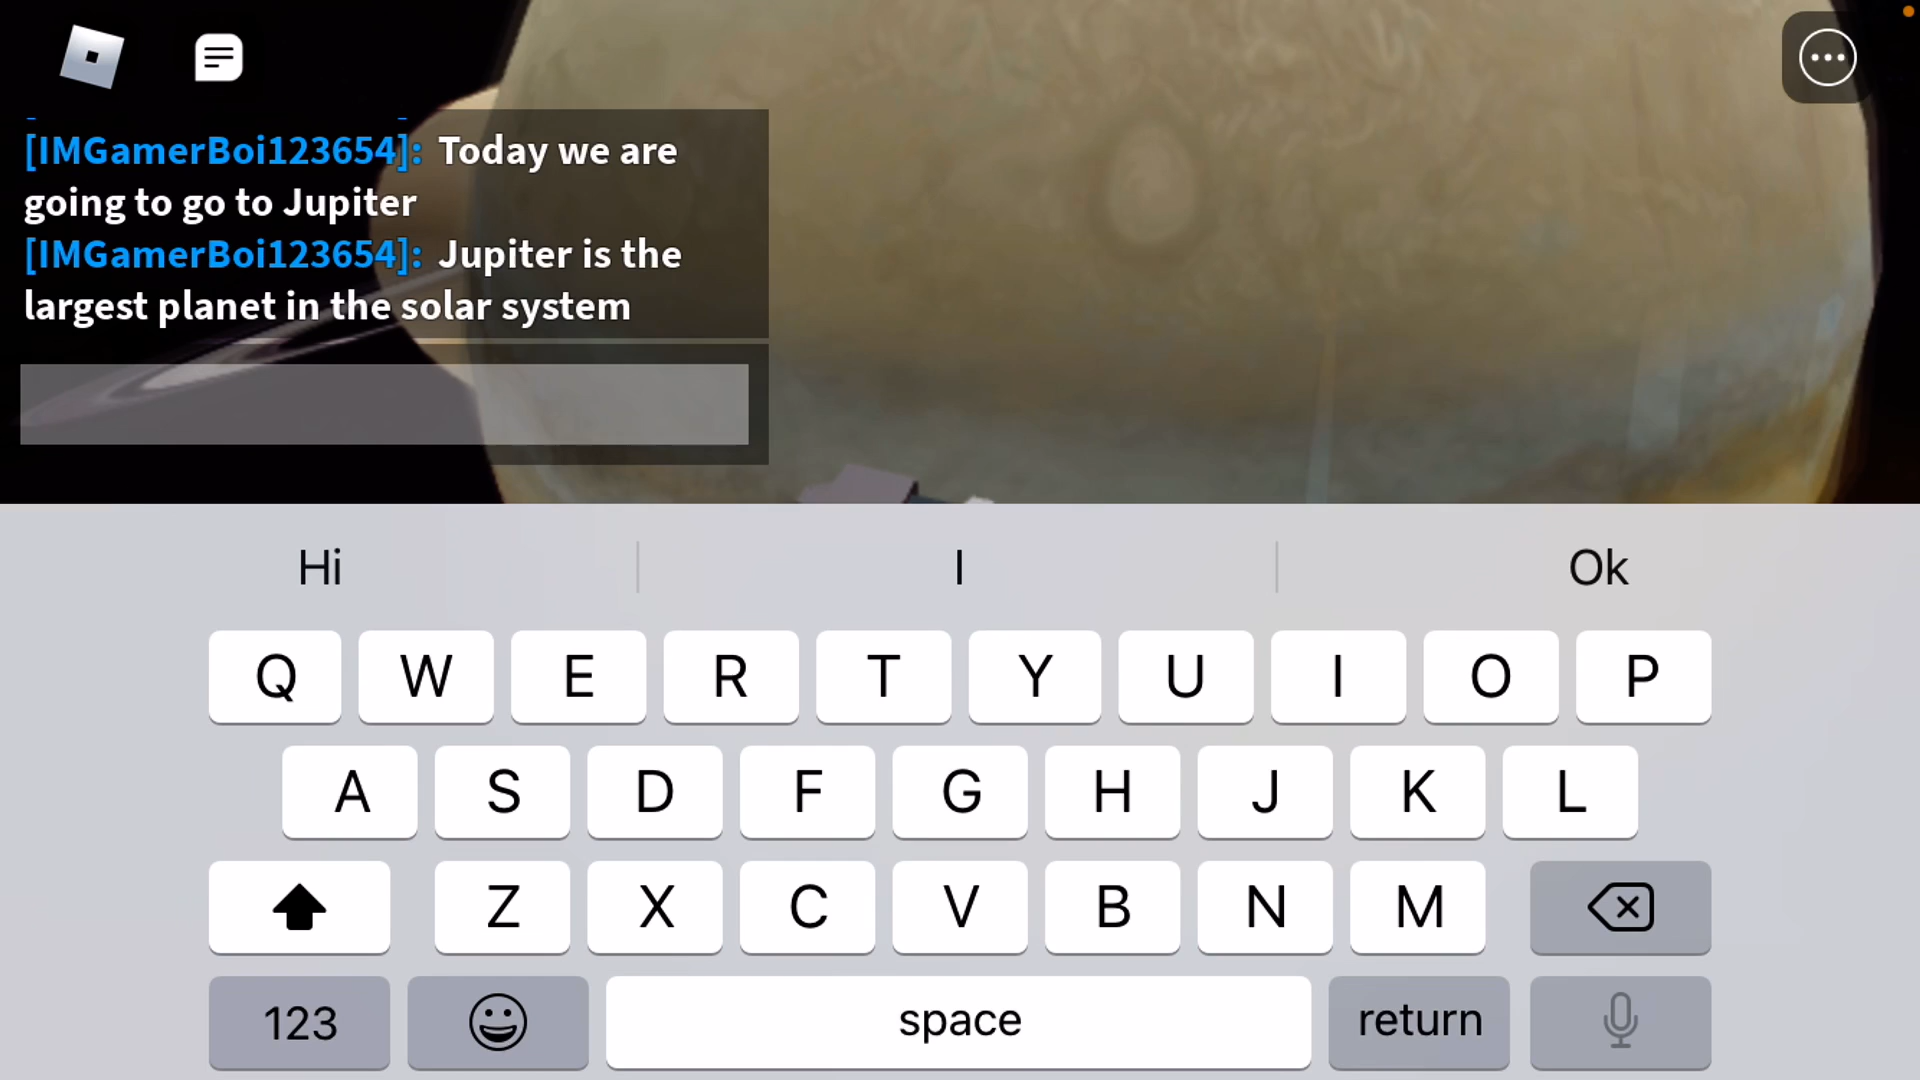 [IMGamerBoi123654]: Today we are
going to go to Jupiter
[IMGamerBoi123654]: Jupiter is the
largest planet in the solar system
Hi I Ok
Q W E R T Y U I O P
A S D F G H J K L
Z X C V B N M
123 space return